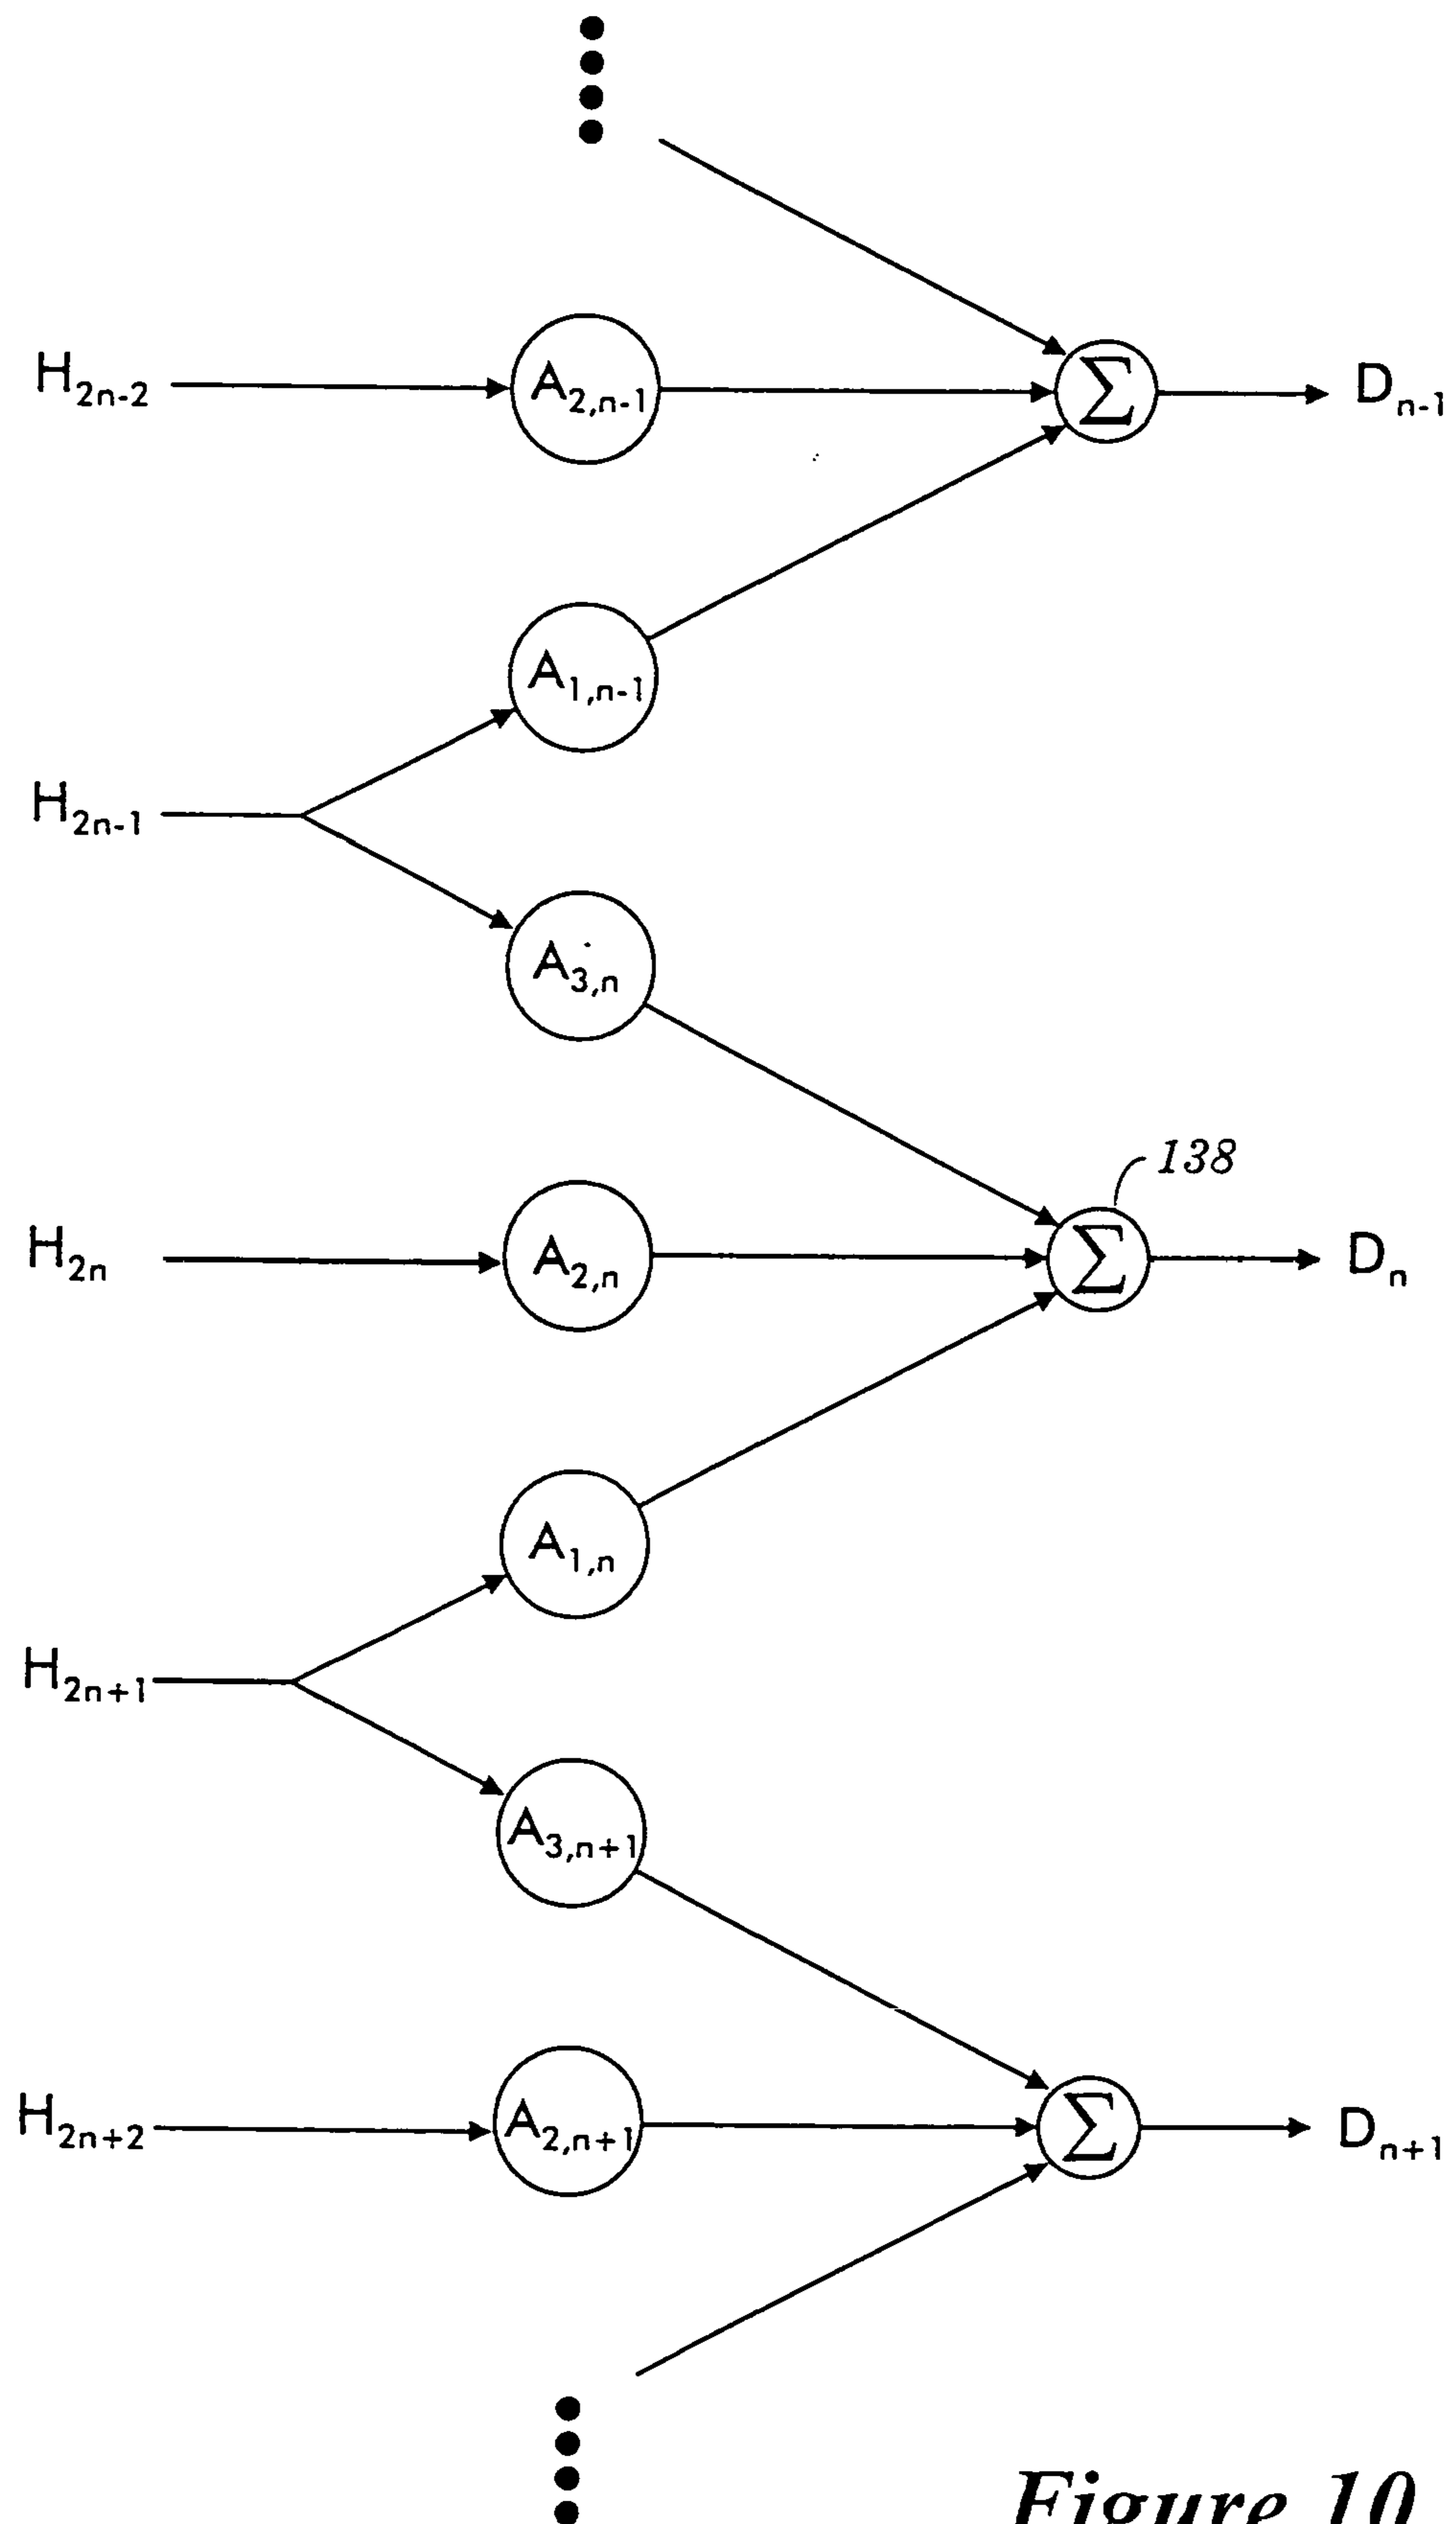 H2n-2 A2,n-1 Σ Dn-1
A1,n-1
H2n-1
A3,n
138
H2n A2,n Σ Dn
A1,n
H2n+1
A3,n+1
H2n+2 A2,n+1 Σ Dn+1
Figure 10